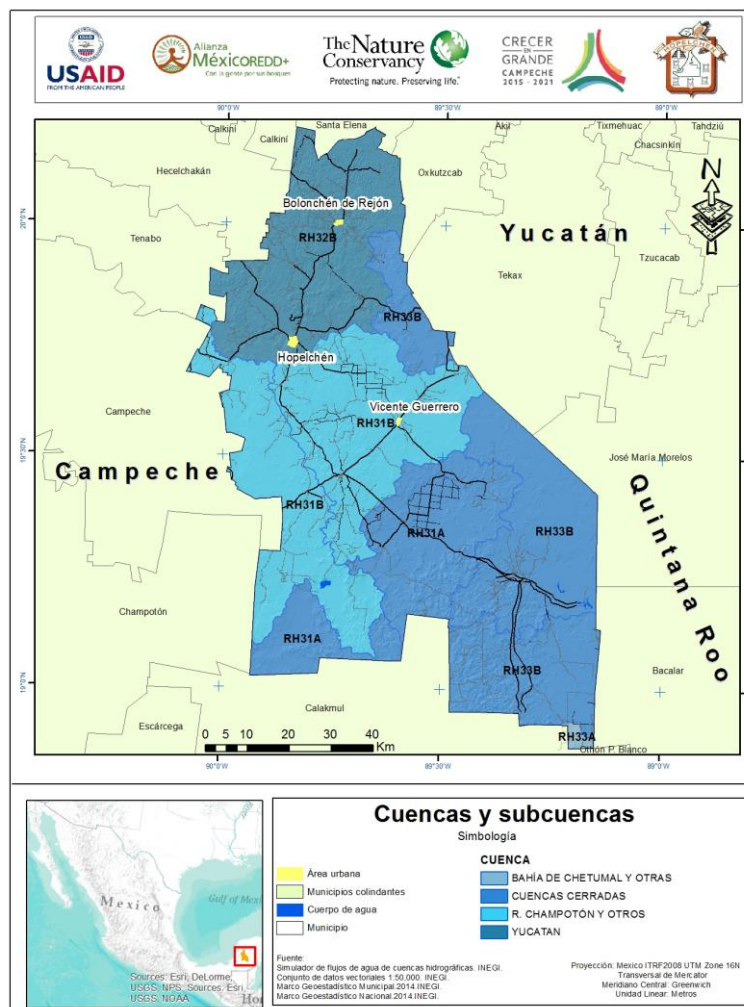 USAID
FROM THE AMERICAN PEOPLE
Alianza
MéxicoREDD+
Con la gente por sus bosques
The Nature
Conservancy
Protecting nature. Preserving life.
CRECER
EN
GRANDE
CAMPECHE
2015 - 2021
HOPELCHÉN
90°0'W
89°30'W
89°0'W
Calkiní
Calkiní
Santa Elena
Akil
Tixmehuac
Tahdziú
Chacsinkín
Hecelchakán
Oxkutzcab
N
Bolonchén de Rejón
20°0'N
RH32B
Yucatán
Tenabo
Tzucacab
Tekax
RH33B
Hopelchén
Campeche
Vicente Guerrero
RH31B
19°30'N
José María Morelos
Campeche
Quintana Roo
RH31B
RH31A
RH33B
Champotón
RH31A
RH33B
Bacalar
19°0'N
Calakmul
Escárcega
RH33A
Othón P. Blanco
0 5 10 20 30 40
Km
90°0'W
89°30'W
89°0'W
Mexico
Gulf of Mexi
Hon
Sources: Esri, DeLorme,
USGS, NPS, Sources: Esri,
USGS, NOAA
Cuencas y subcuencas
Simbología
Área urbana
Municipios colindantes
Cuerpo de agua
Municipio
CUENCA
BAHÍA DE CHETUMAL Y OTRAS
CUENCAS CERRADAS
R. CHAMPOTÓN Y OTROS
YUCATAN
Fuente:
Simulador de flujos de agua de cuencas hidrográficas. INEGI.
Conjunto de datos vectoriales 1:50,000. INEGI.
Marco Geoestadístico Municipal.2014.INEGI.
Marco Geoestadístico Nacional.2014.INEGI.
Proyección: Mexico ITRF2008 UTM Zone 16N
Transversal de Mercator
Meridiano Central: Greenwich
Unidad Linear: Metros